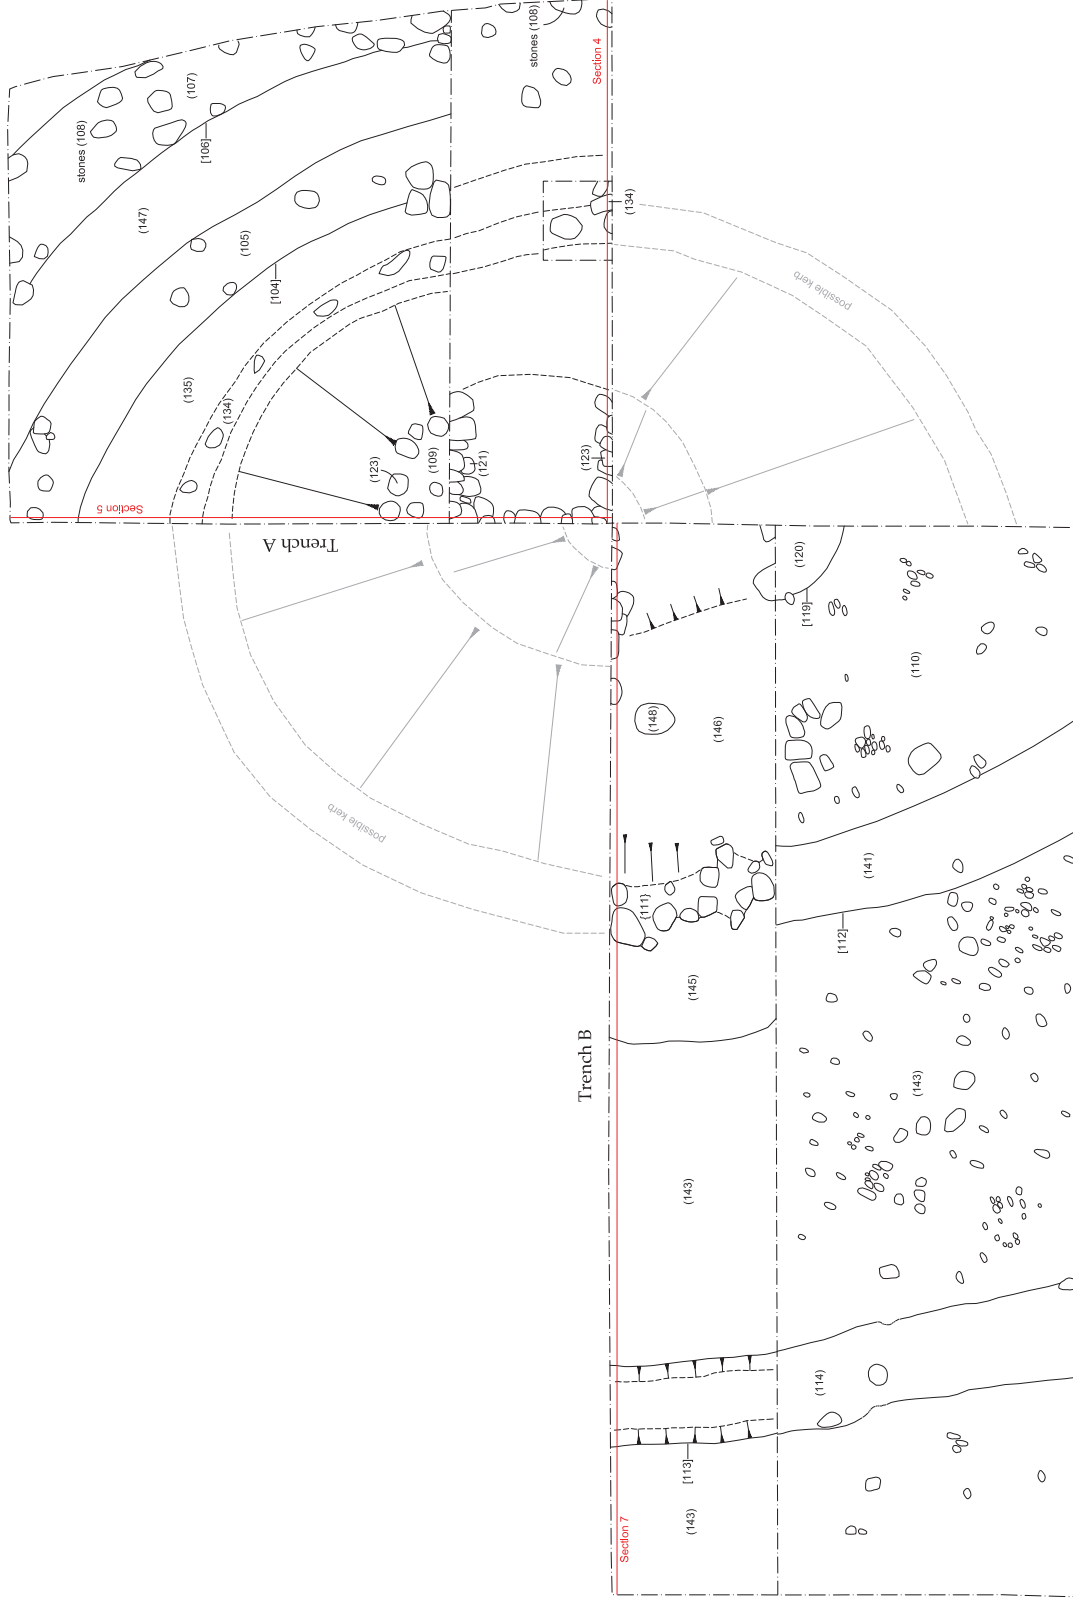 stones (108)
Section 4
stones (108)
(107)
[106]
(147)
(134)
(105)
[104]
possible kerb
(135)
(134)
(123)
(109)
(121)
(123)
Section 5
Trench A
(120)
[119]
(110)
(148)
(146)
possible kerb
(141)
{111}
[112]
(145)
Trench B
(143)
(143)
(114)
[113]
(143)
Section 7